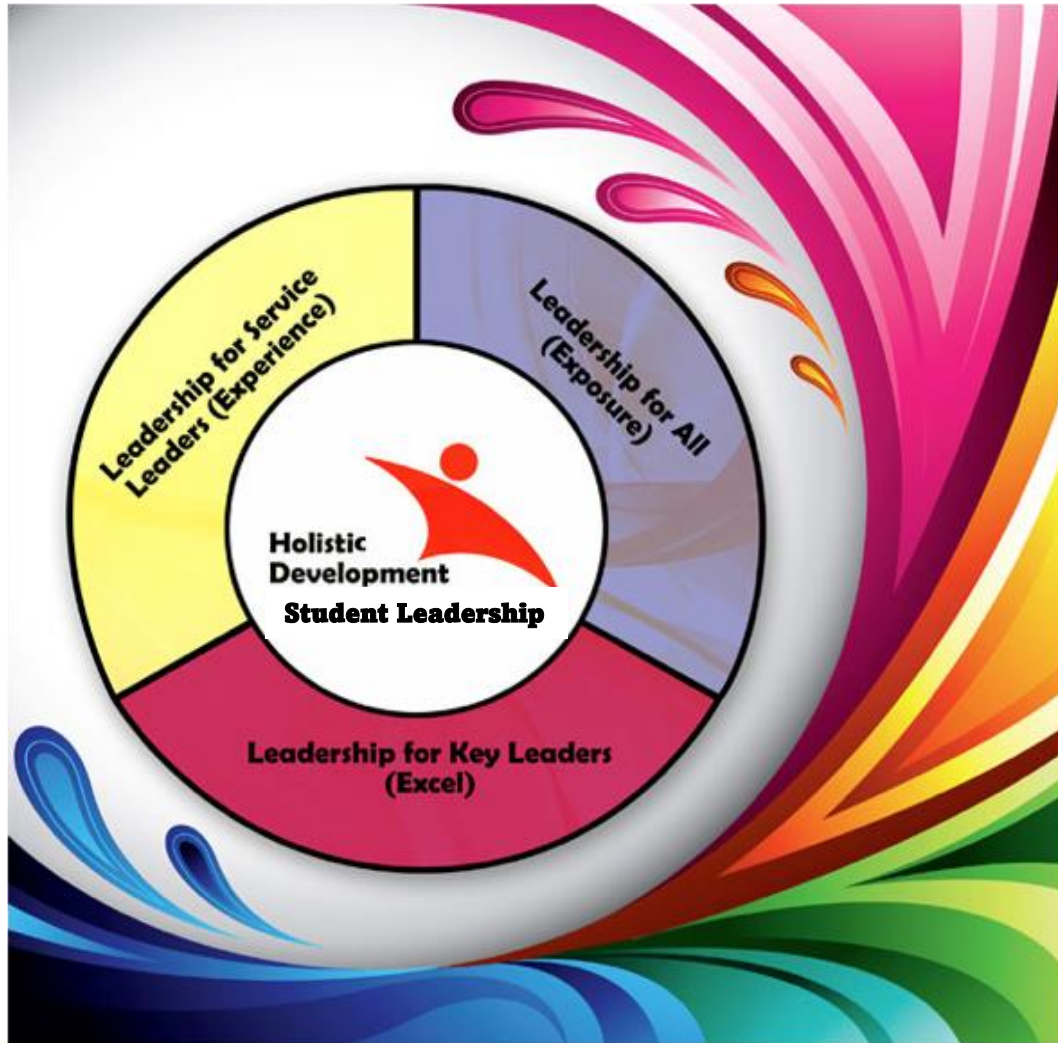 Leadership for Service
Leaders (Experience)
Leadership for All
(Exposure)
Holistic
Development
Student Leadership
Leadership for Key Leaders
(Excel)